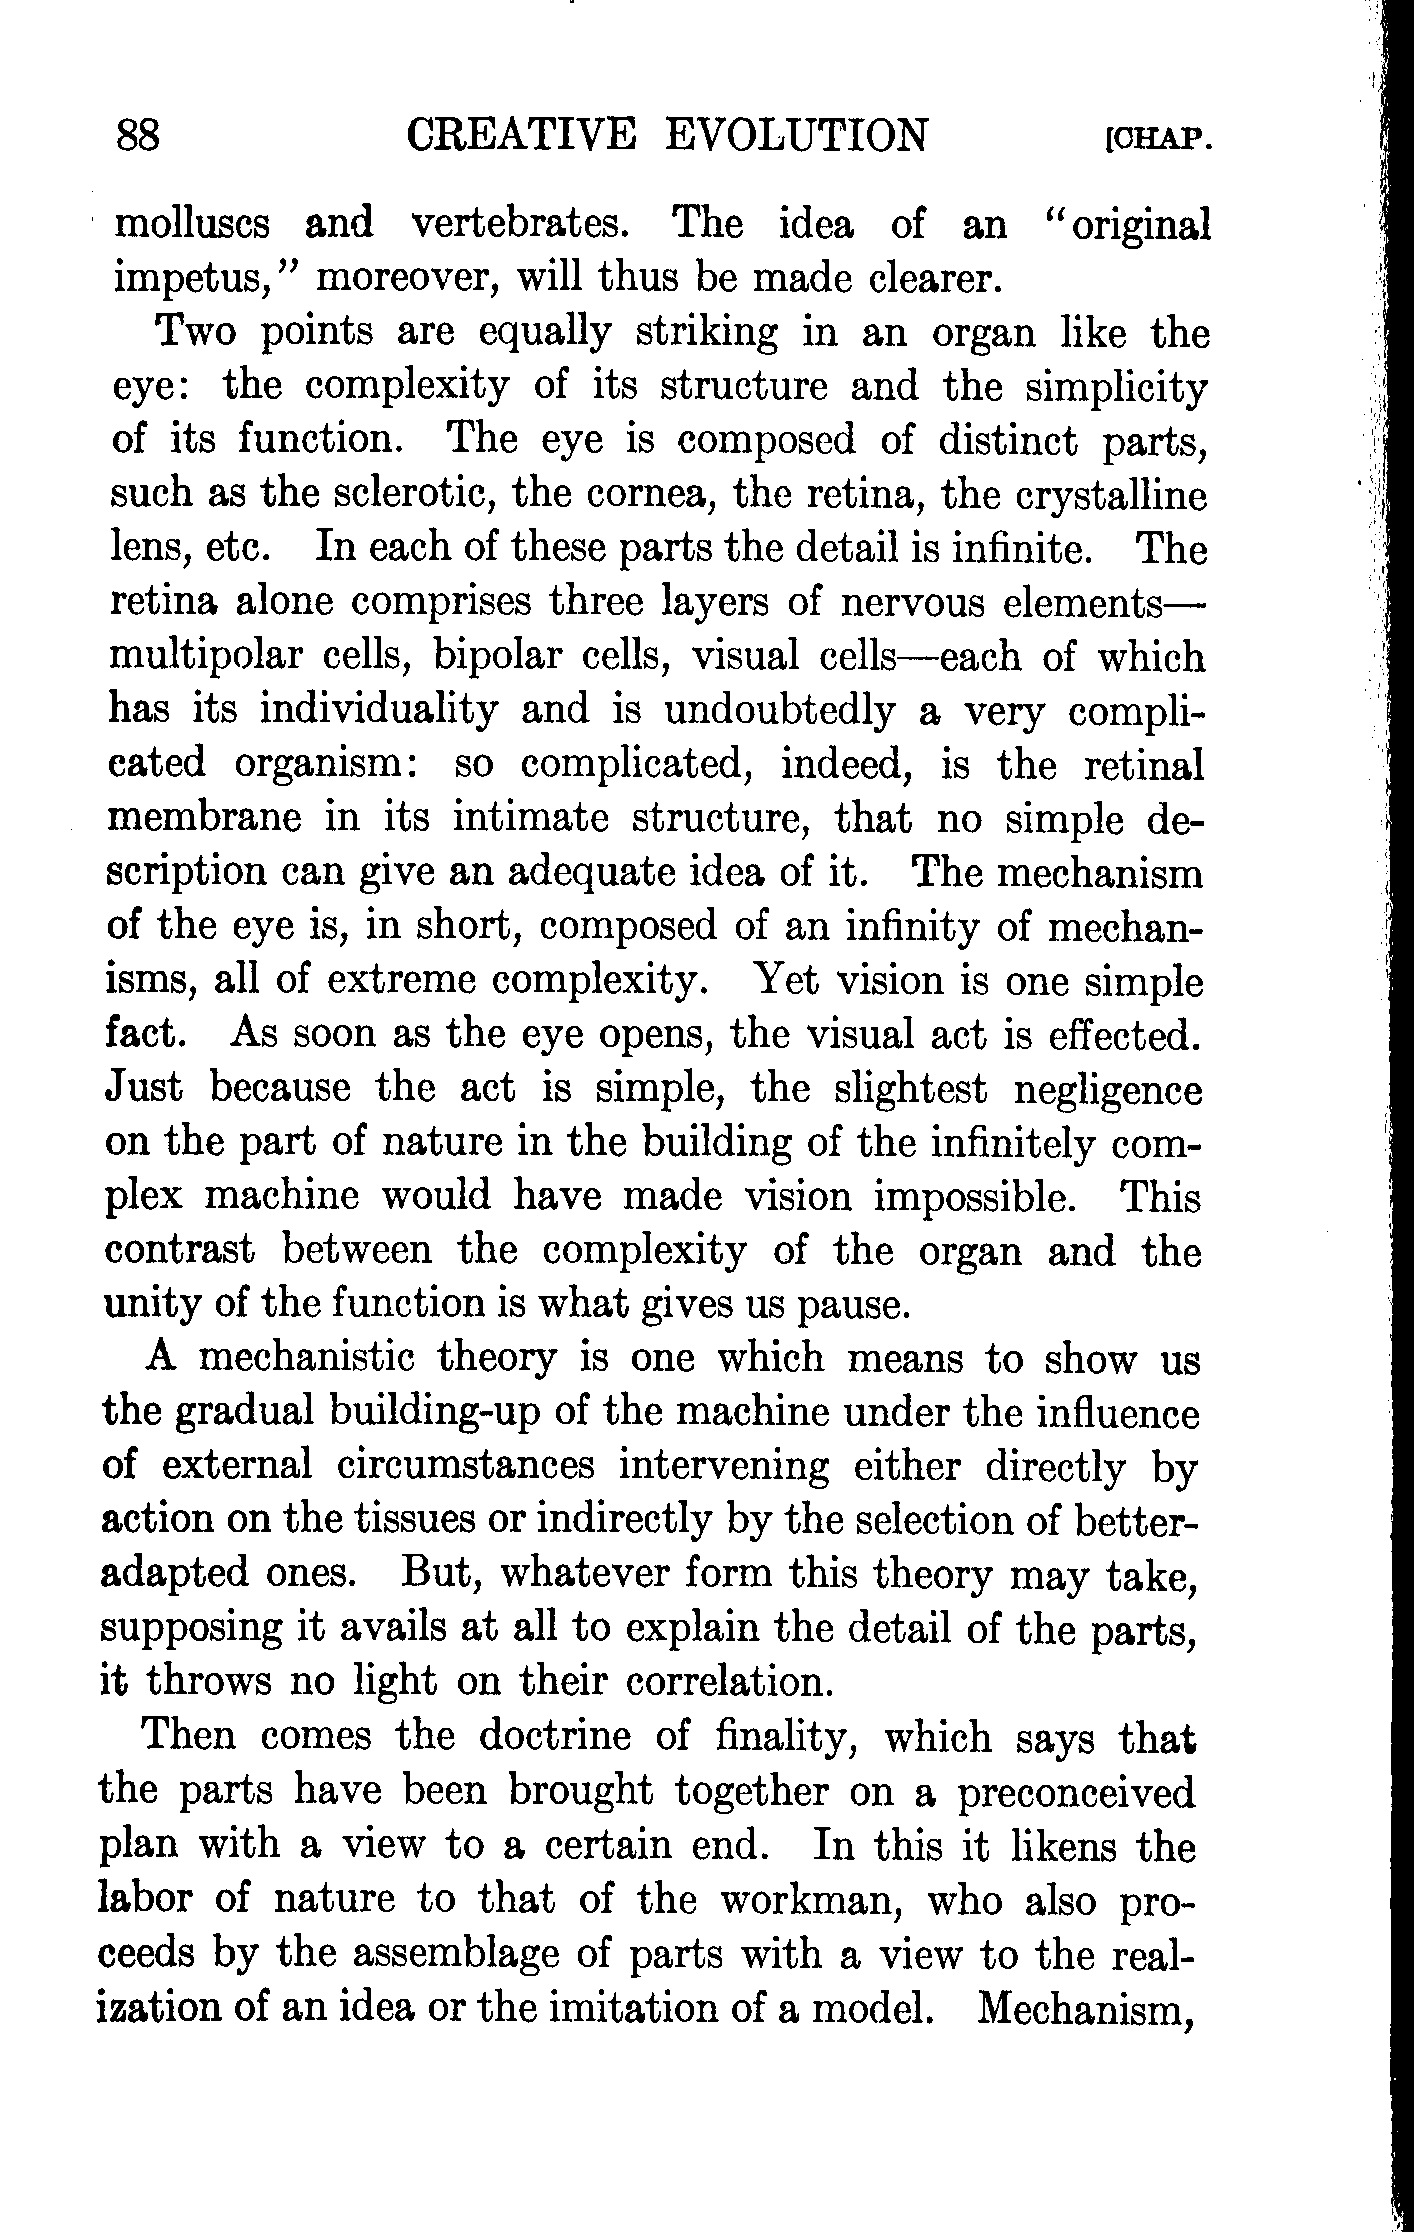 88 CREATIVE EVOLUTION [CHAP.
molluscs and vertebrates. The idea of an "original
impetus," moreover, will thus be made clearer.
Two points are equally striking in an organ like the
eye: the complexity of its structure and the simplicity
of its function. The eye is composed of distinct parts,
such as the sclerotic, the cornea, the retina, the crystalline
lens, etc. In each of these parts the detail is infinite. The
retina alone comprises three layers of nervous elements—
multipolar cells, bipolar cells, visual cells—each of which
has its individuality and is undoubtedly a very compli-
cated organism: so complicated, indeed, is the retinal
membrane in its intimate structure, that no simple de-
scription can give an adequate idea of it. The mechanism
of the eye is, in short, composed of an infinity of mechan-
isms, all of extreme complexity. Yet vision is one simple
fact. As soon as the eye opens, the visual act is effected.
Just because the act is simple, the slightest negligence
on the part of nature in the building of the infinitely com-
plex machine would have made vision impossible. This
contrast between the complexity of the organ and the
unity of the function is what gives us pause.
A mechanistic theory is one which means to show us
the gradual building-up of the machine under the influence
of external circumstances intervening either directly by
action on the tissues or indirectly by the selection of better-
adapted ones. But, whatever form this theory may take,
supposing it avails at all to explain the detail of the parts,
it throws no light on their correlation.
Then comes the doctrine of finality, which says that
the parts have been brought together on a preconceived
plan with a view to a certain end. In this it likens the
labor of nature to that of the workman, who also pro-
ceeds by the assemblage of parts with a view to the real-
ization of an idea or the imitation of a model. Mechanism,